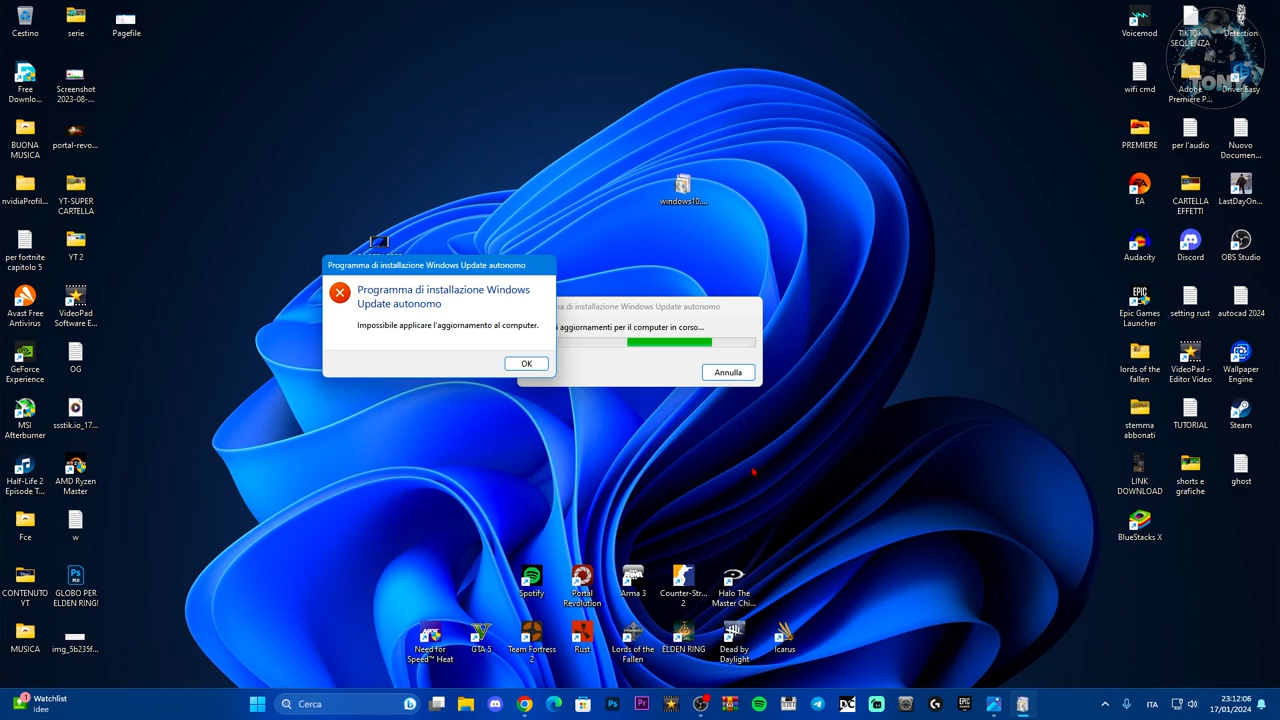 Cestino
serie
Pagefile
Free
Downlo...
Screenshot
2023-08-...
BUONA
MUSICA
portal-revo...
nvidiaProfil...
YT-SUPER
CARTELLA
per fortnite
capitolo 5
YT 2
Avast Free
Antivirus
VideoPad
Software E...
GeForce
Experience
OG
MSI
Afterburner
ssstik.io_17...
Half-Life 2
Episode T...
AMD Ryzen
Master
Fce
w
CONTENUTO
YT
GLOBO PER
ELDEN RING!
MUSICA
img_5b235f...
windows10....
Programma di installazione Windows Update autonomo
Programma di installazione Windows
Update autonomo
Impossibile applicare l'aggiornamento al computer.
OK
ma di installazione Windows Update autonomo
i aggiornamenti per il computer in corso...
Annulla
Voicemod
TIKTOK
SEQUENZA
Detection
wifi cmd
Adobe
Premiere P...
Driver Easy
TONY
PREMIERE
per l'audio
Nuovo
Documen...
EA
CARTELLA
EFFETTI
LastDayOn...
Audacity
Discord
OBS Studio
Epic Games
Launcher
setting rust
autocad 2024
lords of the
fallen
VideoPad -
Editor Video
Wallpaper
Engine
stemma
abbonati
TUTORIAL
Steam
LINK
DOWNLOAD
shorts e
grafiche
ghost
BlueStacks X
Spotify
Portal
Revolution
Arma 3
Counter-Str...
2
Halo The
Master Chi...
Need for
Speed™ Heat
GTA 5
Team Fortress
2
Rust
Lords of the
Fallen
ELDEN RING
Dead by
Daylight
Icarus
1
Watchlist
Idee
Cerca
ITA
23:12:06
17/01/2024